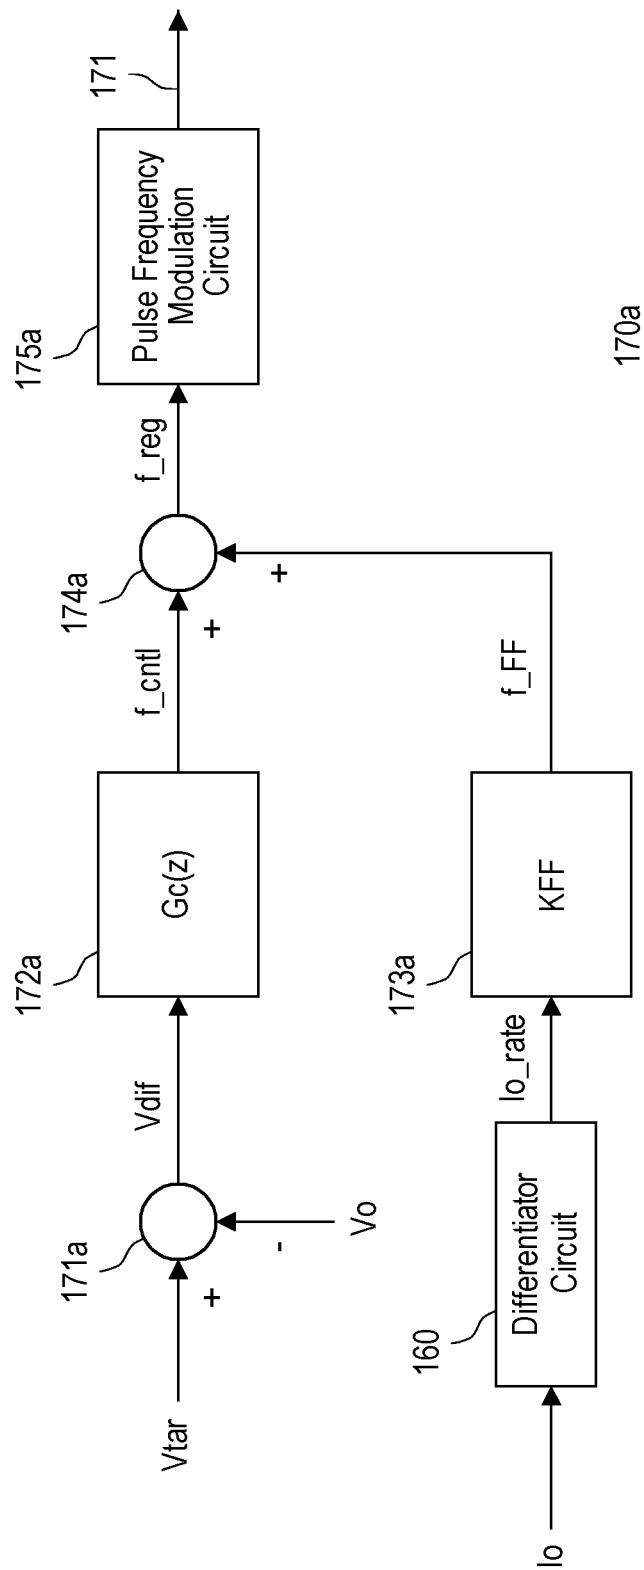 171a
Vtar
+
-
Vo
Vdif
172a
Gc(z)
f_cntl
+
174a
+
f_reg
175a
Pulse Frequency
Modulation
Circuit
171
Io
160
Differentiator
Circuit
Io_rate
173a
KFF
f_FF
170a